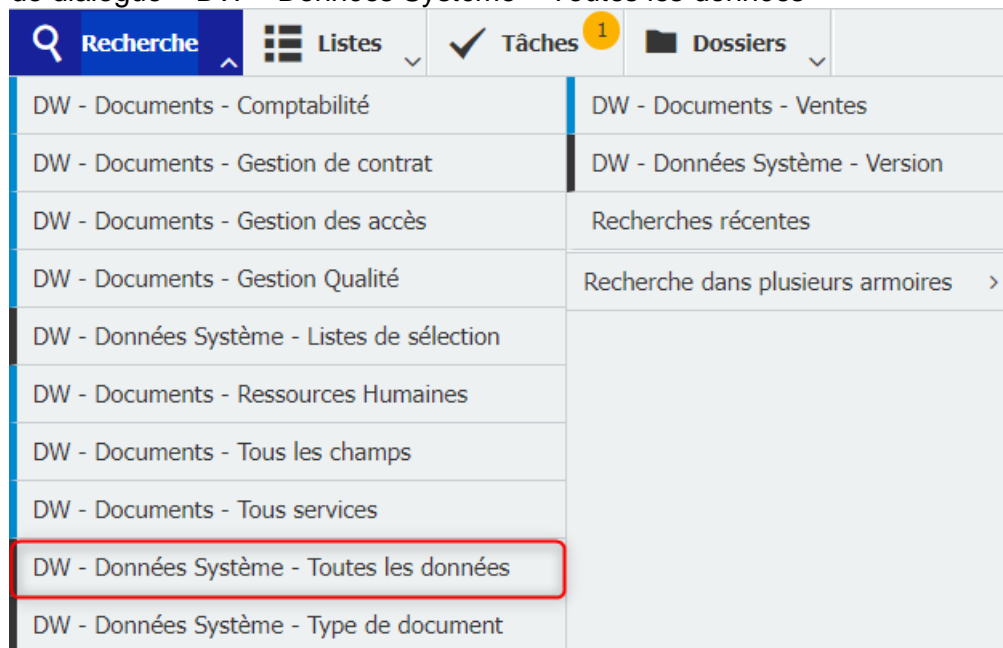 Recherche
Listes
Tâches
1
Dossiers
DW - Documents - Comptabilité
DW - Documents - Gestion de contrat
DW - Documents - Gestion des accès
DW - Documents - Gestion Qualité
DW - Données Système - Listes de sélection
DW - Documents - Ressources Humaines
DW - Documents - Tous les champs
DW - Documents - Tous services
DW - Données Système - Toutes les données
DW - Données Système - Type de document
DW - Documents - Ventes
DW - Données Système - Version
Recherches récentes
Recherche dans plusieurs armoires